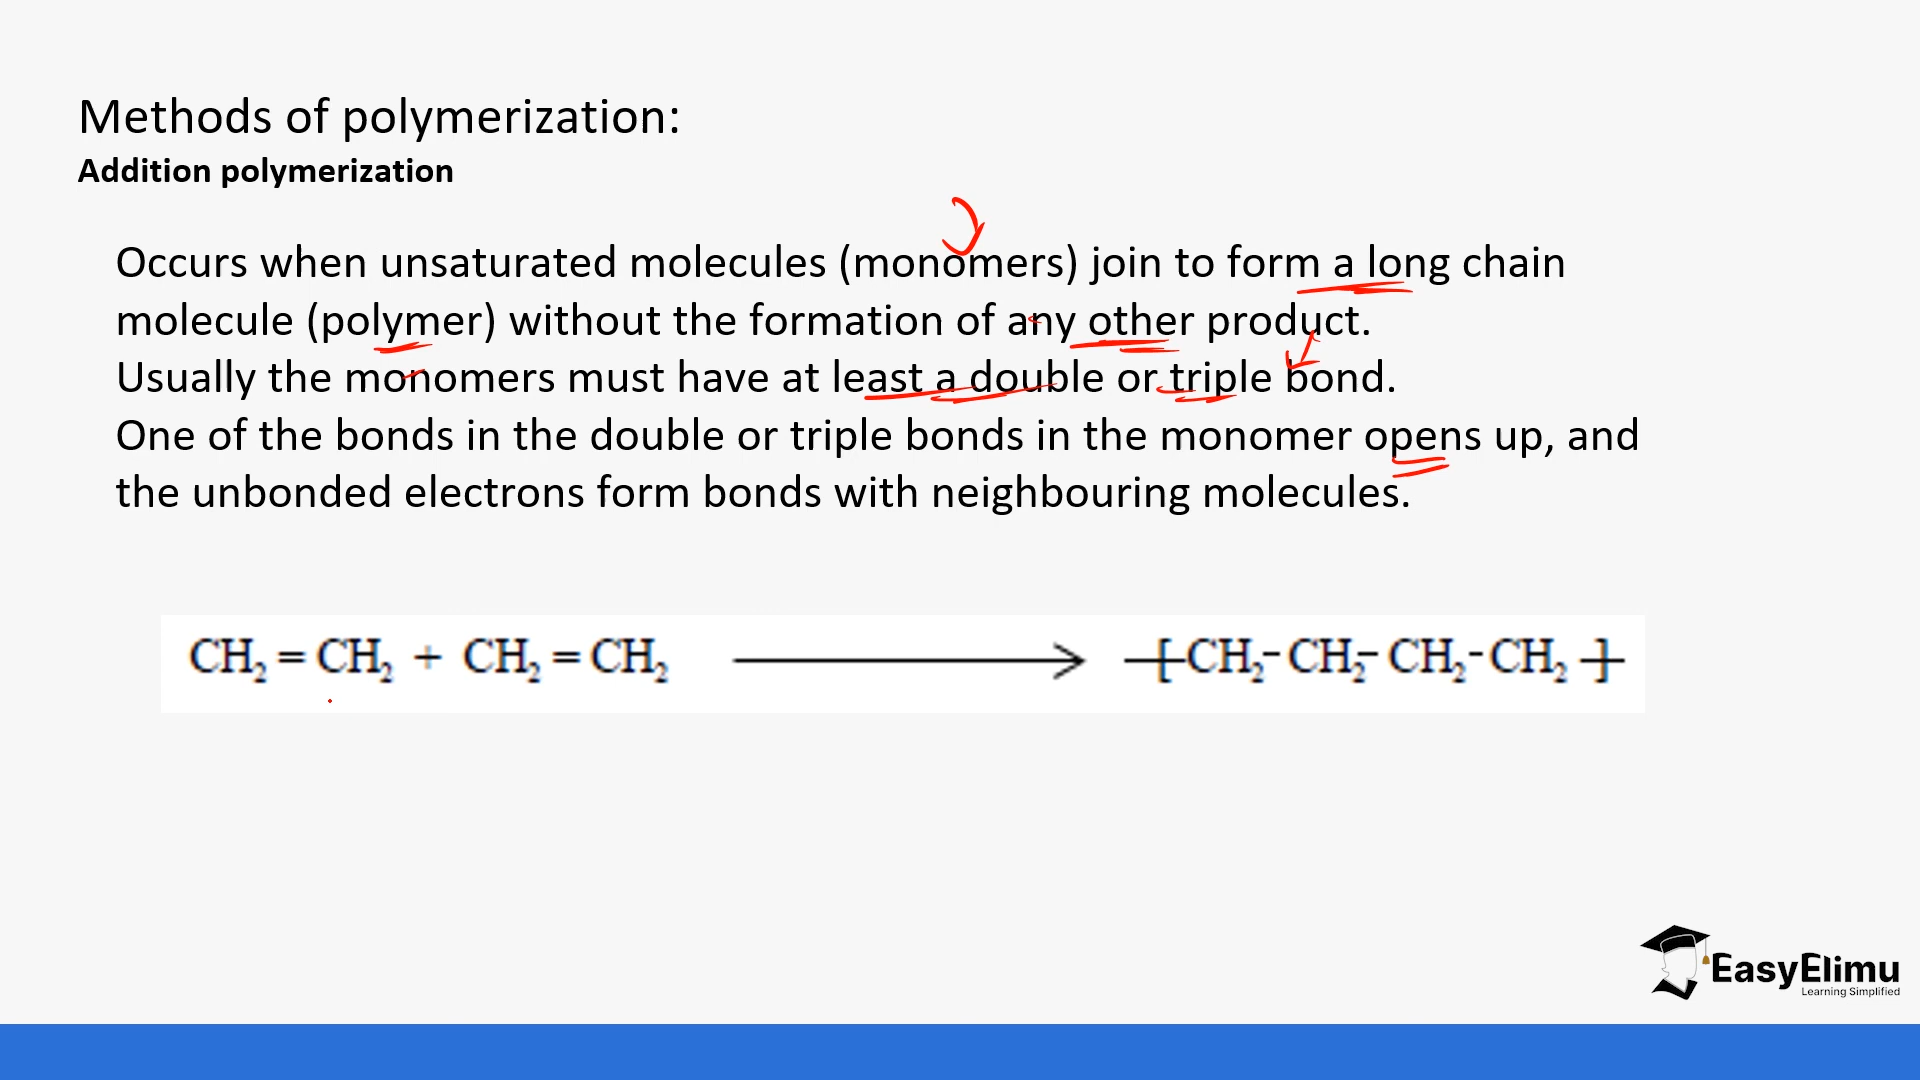 Methods of polymerization:
Addition polymerization
Occurs when unsaturated molecules (monomers) join to form a long chain
molecule (polymer) without the formation of any other product.
Usually the monomers must have at least a double or triple bond.
One of the bonds in the double or triple bonds in the monomer opens up, and
the unbonded electrons form bonds with neighbouring molecules.
CH₂ = CH₂ + CH₂ = CH₂ ⟶ -[-CH₂- CH₂- CH₂- CH₂ -]-
EasyElimu
Learning Simplified